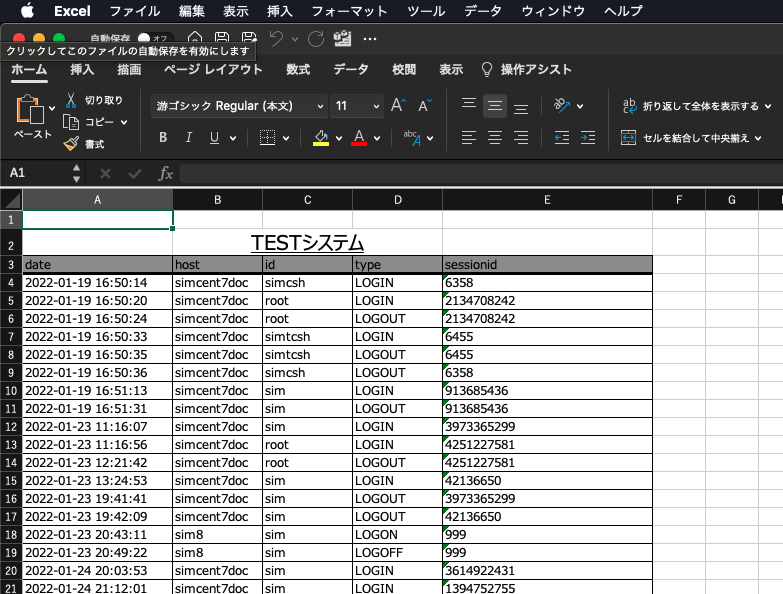 Excel ファイル 編集 表示 挿入 フォーマット ツール データ ウィンドウ ヘルプ
自動保存 オフ
クリックしてこのファイルの自動保存を有効にします
ホーム 挿入 描画 ページ レイアウト 数式 データ 校閲 表示 操作アシスト
ペースト 切り取り コピー 書式
游ゴシック Regular (本文) 11 A A
B I U A abc A
ab c 折り返して全体を表示する
セルを結合して中央揃え
A1 fx
A B C D E F G
1
2 TESTシステム
3 date host id type sessionid
4 2022-01-19 16:50:14 simcent7doc simcsh LOGIN 6358
5 2022-01-19 16:50:20 simcent7doc root LOGIN 2134708242
6 2022-01-19 16:50:24 simcent7doc root LOGOUT 2134708242
7 2022-01-19 16:50:33 simcent7doc simtcsh LOGIN 6455
8 2022-01-19 16:50:35 simcent7doc simtcsh LOGOUT 6455
9 2022-01-19 16:50:36 simcent7doc simcsh LOGOUT 6358
10 2022-01-19 16:51:13 simcent7doc sim LOGIN 913685436
11 2022-01-19 16:51:31 simcent7doc sim LOGOUT 913685436
12 2022-01-23 11:16:07 simcent7doc sim LOGIN 3973365299
13 2022-01-23 11:16:56 simcent7doc root LOGIN 4251227581
14 2022-01-23 12:21:42 simcent7doc root LOGOUT 4251227581
15 2022-01-23 13:24:53 simcent7doc sim LOGIN 42136650
16 2022-01-23 19:41:41 simcent7doc sim LOGOUT 3973365299
17 2022-01-23 19:42:09 simcent7doc sim LOGOUT 42136650
18 2022-01-23 20:43:11 sim8 sim LOGON 999
19 2022-01-23 20:49:22 sim8 sim LOGOFF 999
20 2022-01-24 20:03:53 simcent7doc sim LOGIN 3614922431
21 2022-01-24 21:12:01 simcent7doc sim LOGIN 1394752755